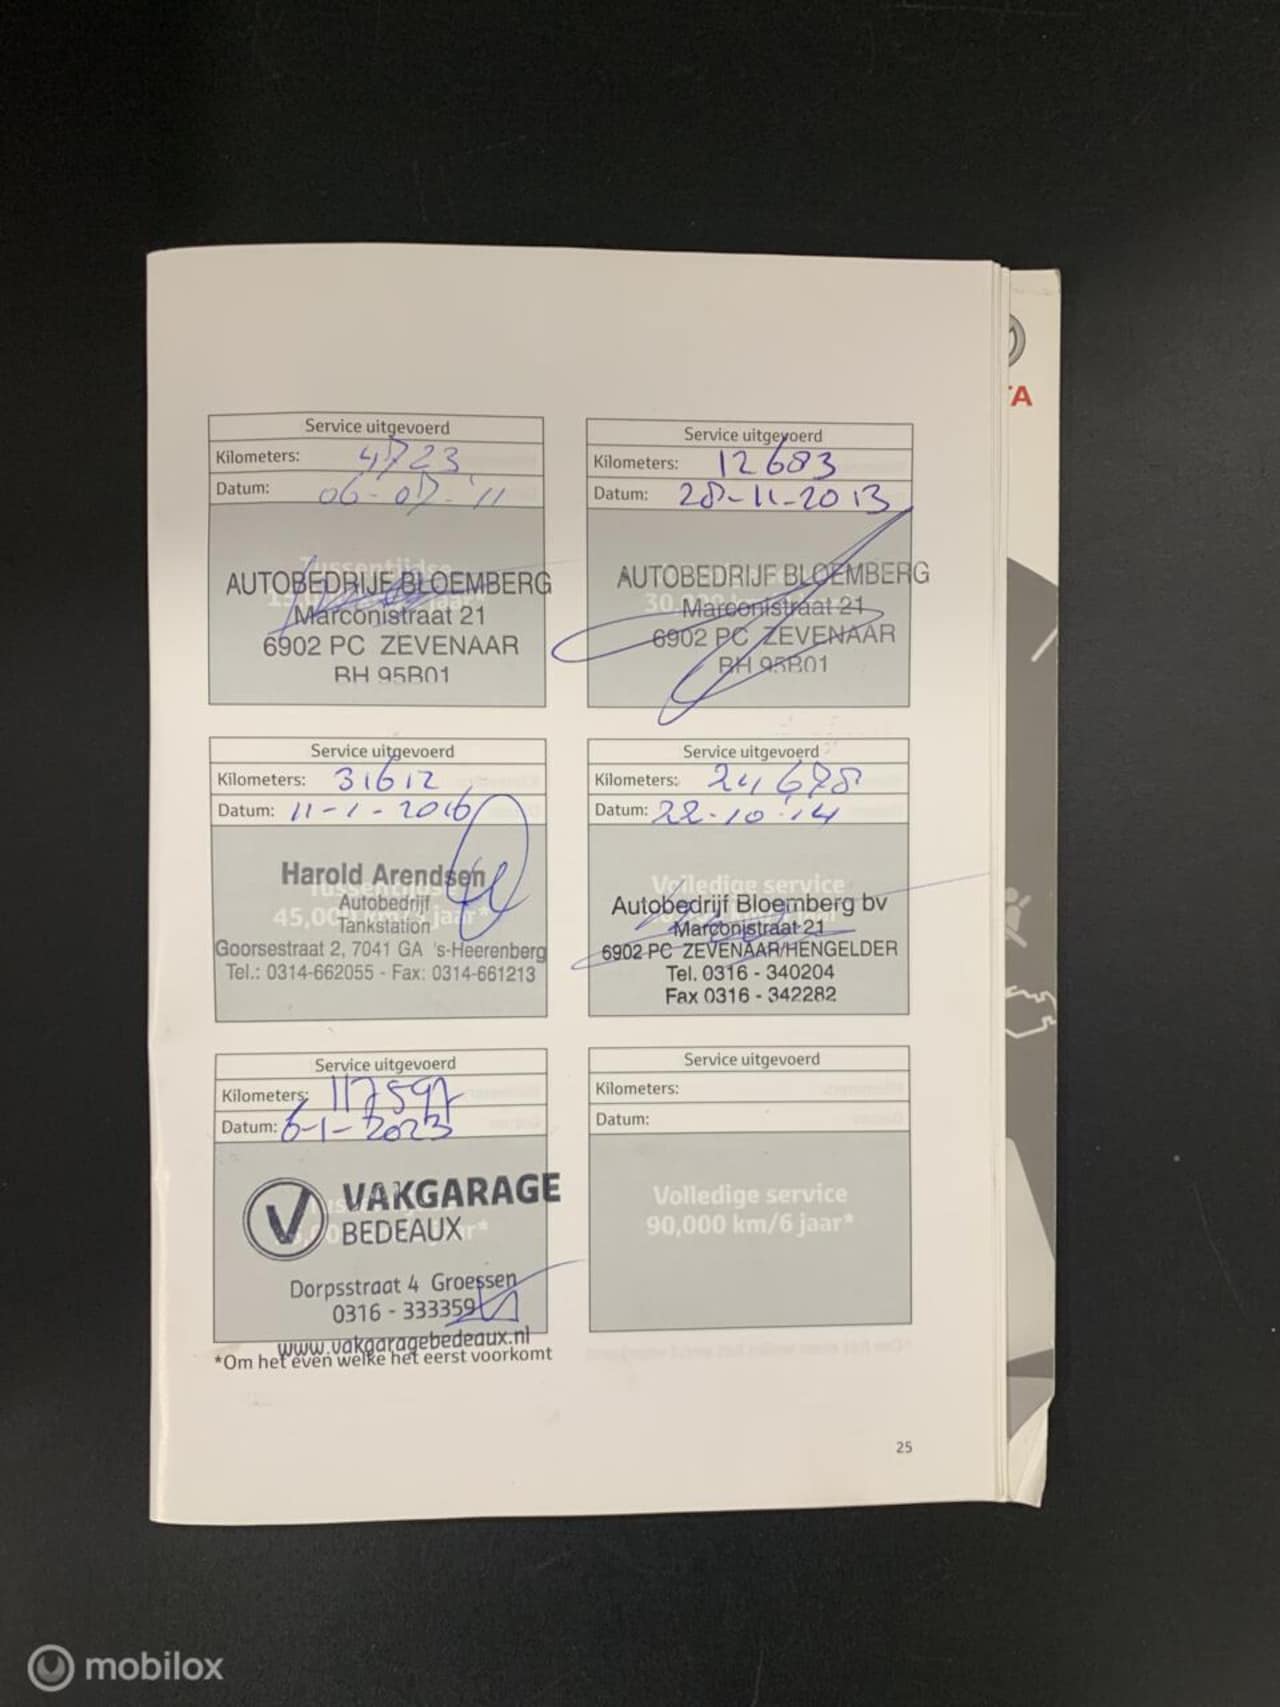 TA
Service uitgevoerd
Kilometers: 4723
Datum: 06-07-'11
AUTOBEDRIJF BLOEMBERG
Marconistraat 21
6902 PC ZEVENAAR
RH 95B01
Service uitgevoerd
Kilometers: 12683
Datum: 28-11-2013
AUTOBEDRIJF BLOEMBERG
Marconistraat 21
6902 PC ZEVENAAR
RH 95B01
Service uitgevoerd
Kilometers: 31612
Datum: 11-1-2016
Harold Arendsen
Autobedrijf
Tankstation
Goorsestraat 2, 7041 GA 's-Heerenberg
Tel.: 0314-662055 - Fax: 0314-661213
Service uitgevoerd
Kilometers: 24678
Datum: 22-10-'14
Volledige service
Autobedrijf Bloemberg bv
Marconistraat 21
6902 PC ZEVENAAR/HENGELDER
Tel. 0316 - 340204
Fax 0316 - 342282
Service uitgevoerd
Kilometers: 117597
Datum: 6-1-2023
VAKGARAGE
BEDEAUX
Dorpsstraat 4 Groessen
0316 - 333359
www.vakgaragebedeaux.nl
*Om het even welke het eerst voorkomt
Service uitgevoerd
Kilometers:
Datum:
Volledige service
90,000 km/6 jaar*
25
mobilox